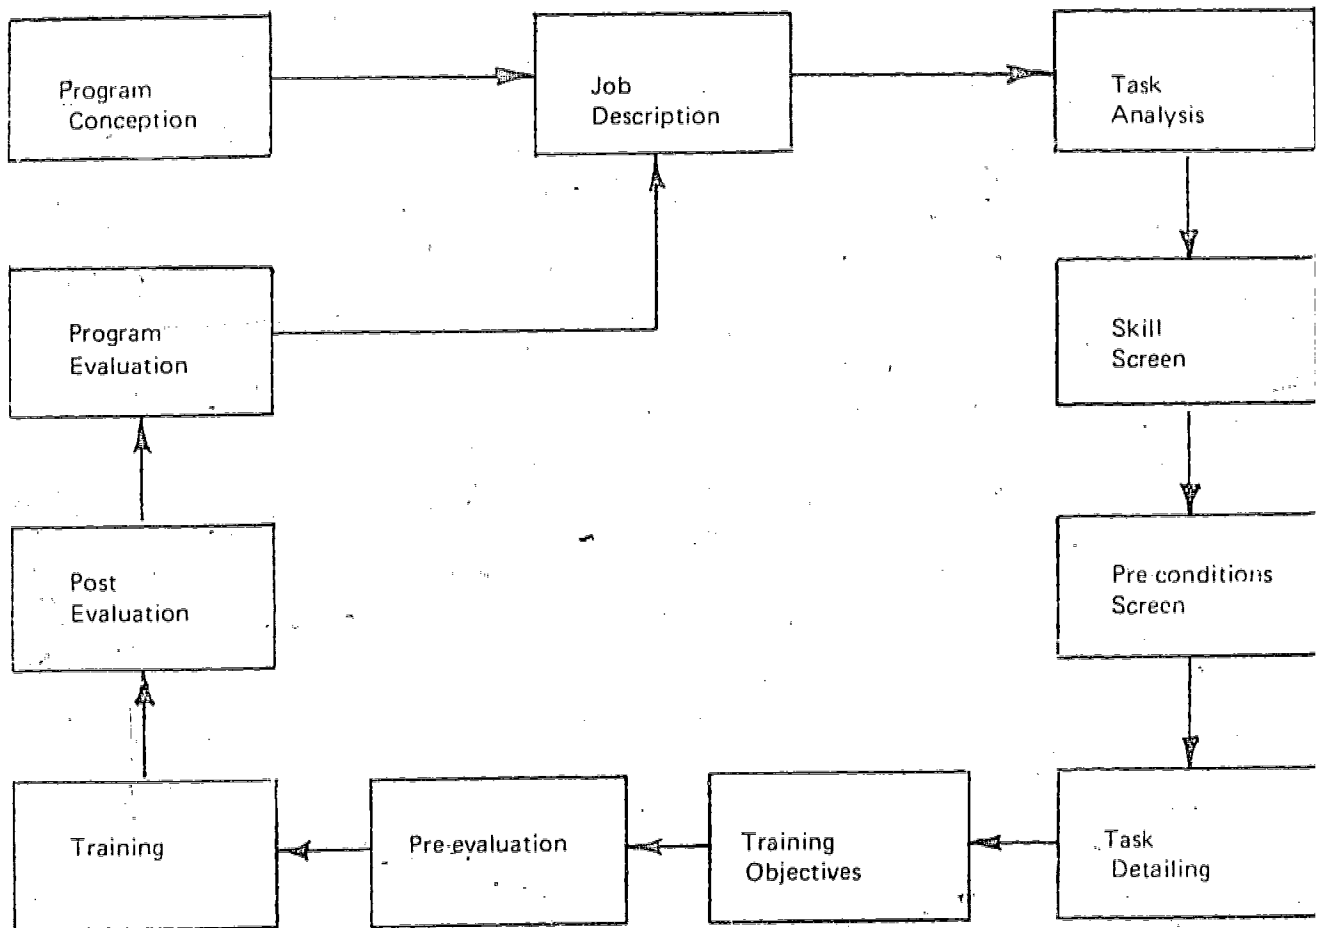 Program
Conception
Job
Description
Task
Analysis
Program
Evaluation
Skill
Screen
Post
Evaluation
Pre-conditions
Screen
Training
Pre-evaluation
Training
Objectives
Task
Detailing